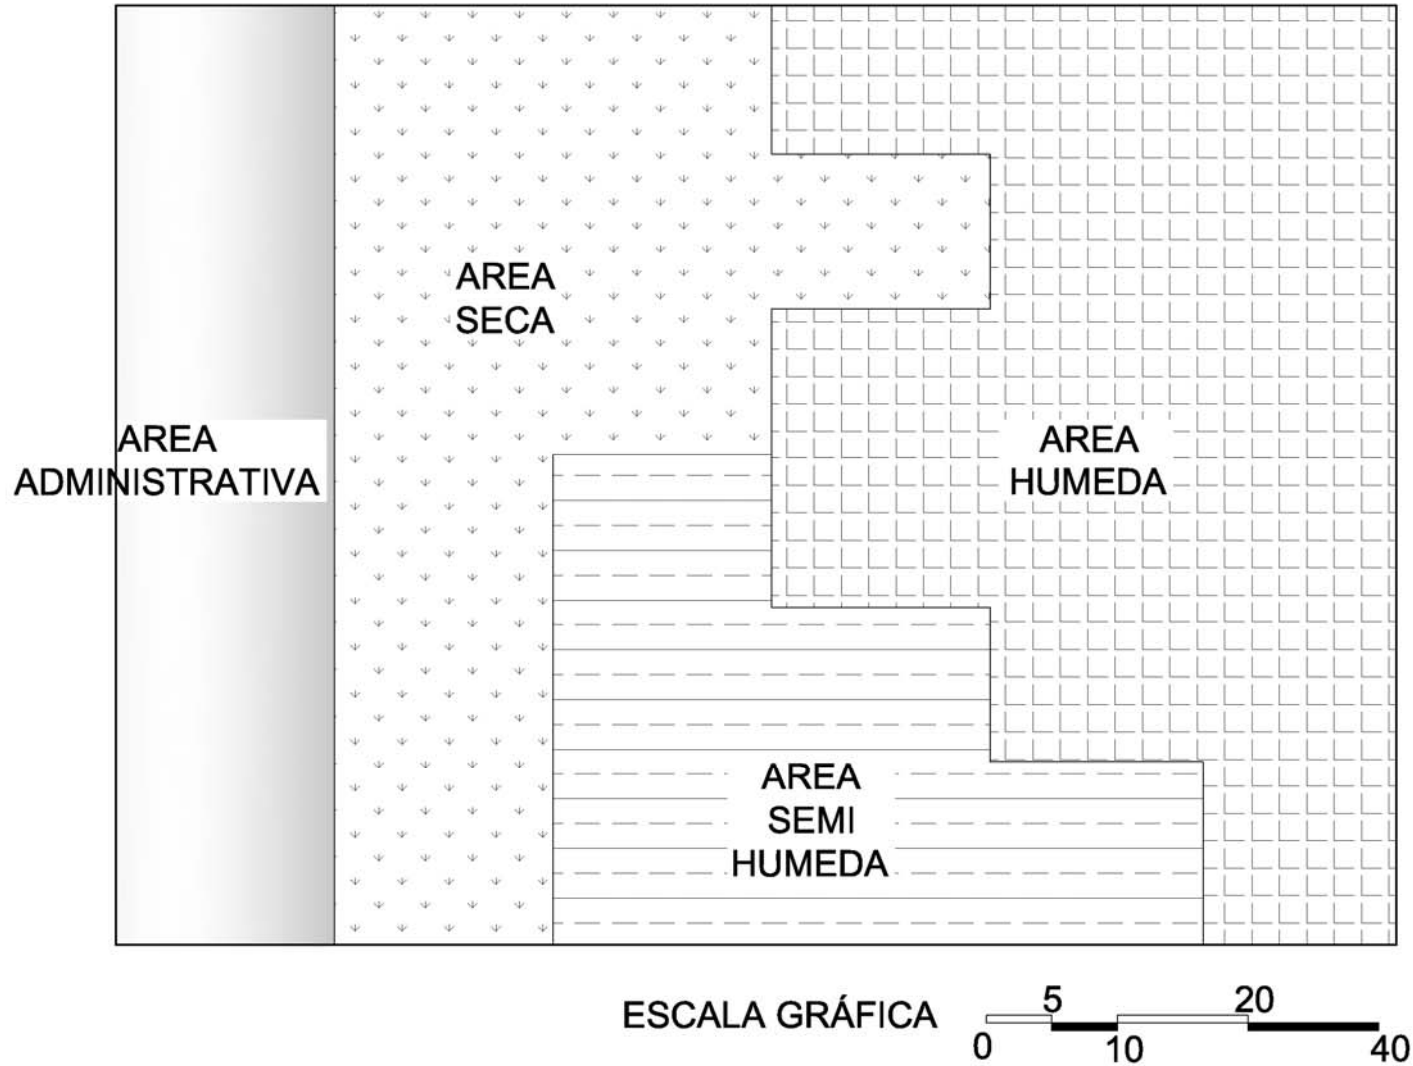 AREA
SECA
AREA
ADMINISTRATIVA
AREA
HUMEDA
AREA
SEMI
HUMEDA
ESCALA GRÁFICA
5 20
0 10 40